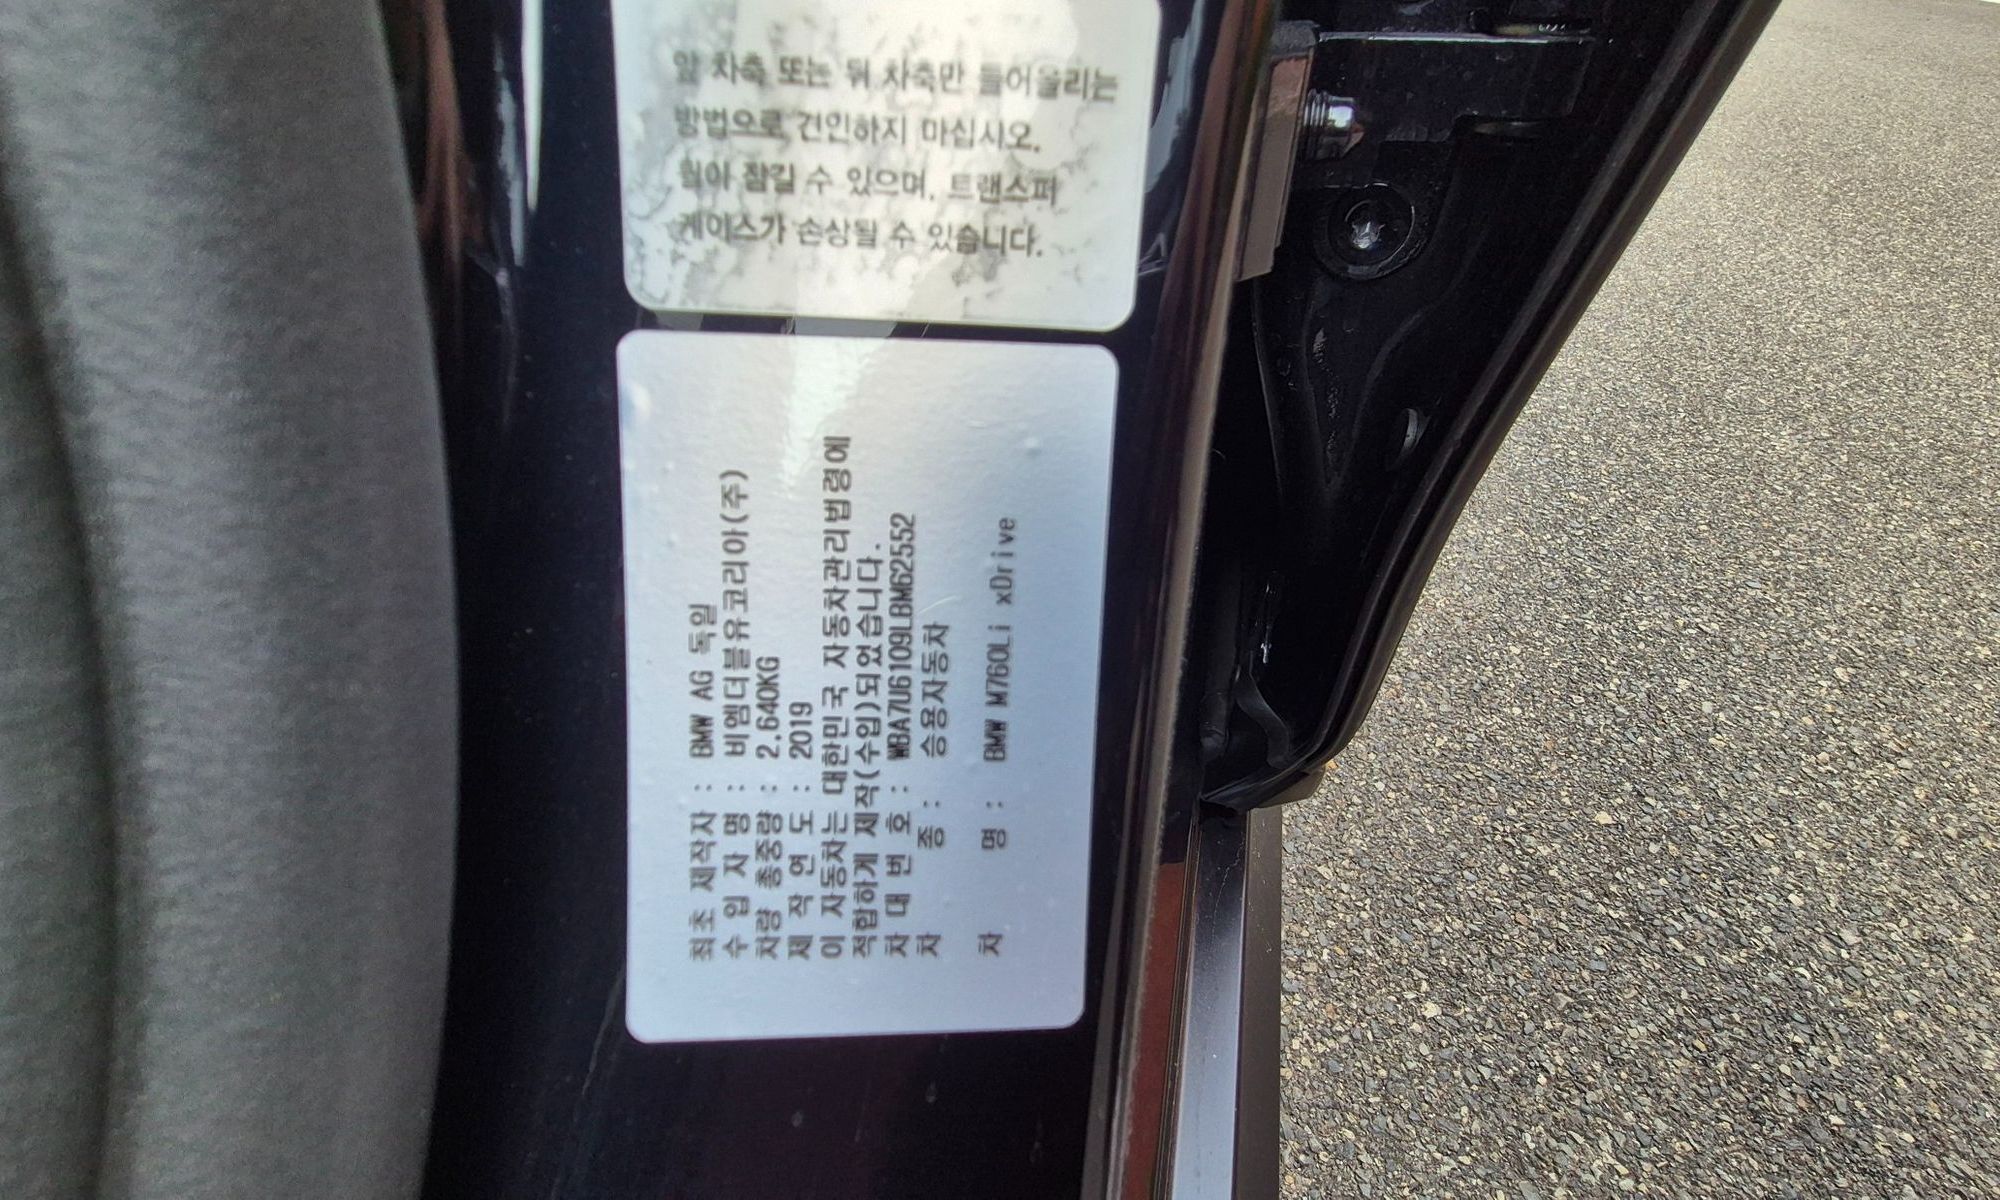 앞 차축 또는 뒤 차축만 들어올리는
방법으로 견인하지 마십시오.
휠이 잠길 수 있으며, 트랜스퍼
케이스가 손상될 수 있습니다.
최초 제작자 : BMW AG 독일
수 입 자 명 : 비엠더블유코리아(주)
차량 총중량 : 2,640KG
제 작 연 도 : 2019
이 자동차는 대한민국 자동차관리법령에
적합하게 제작(수입)되었습니다.
차 대 번 호 : WBA7U6109LBM62552
차 종 : 승용자동차
차 명 : BMW M760Li xDrive